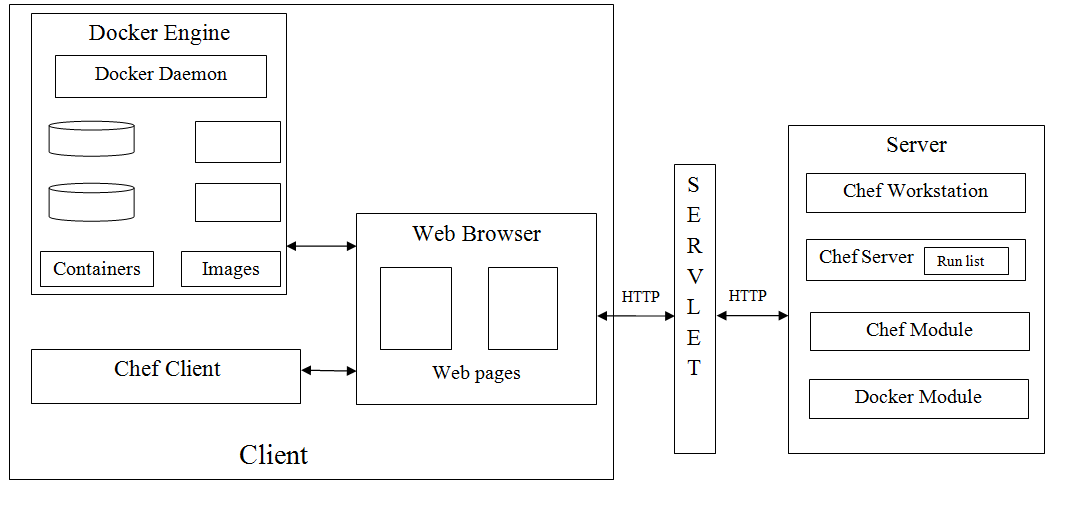 Docker Engine
Docker Daemon
Containers
Images
Web Browser
Web pages
Chef Client
Client
HTTP
S
E
R
V
L
E
T
HTTP
Server
Chef Workstation
Chef Server
Run list
Chef Module
Docker Module